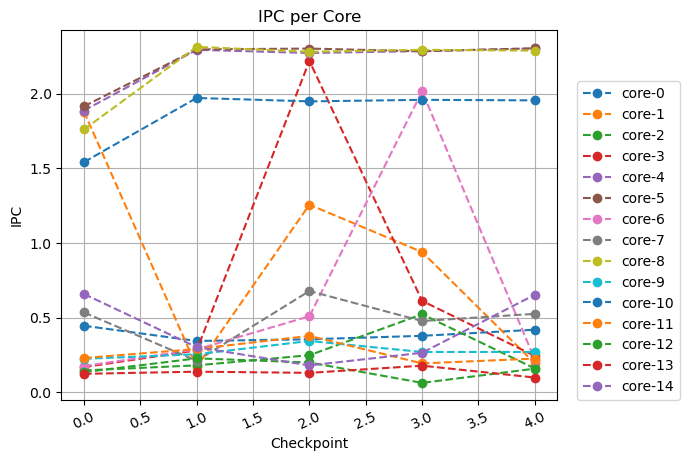 IPC per Core
IPC
2.0
1.5
1.0
0.5
0.0
0.0 0.5 1.0 1.5 2.0 2.5 3.0 3.5 4.0
Checkpoint
core-0
core-1
core-2
core-3
core-4
core-5
core-6
core-7
core-8
core-9
core-10
core-11
core-12
core-13
core-14